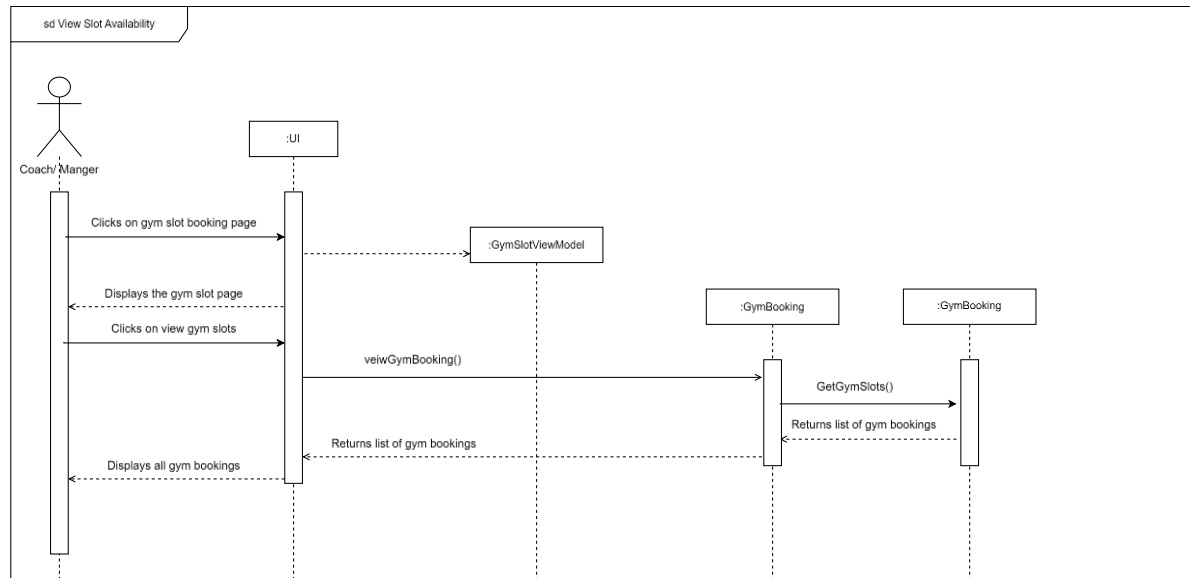 sd View Slot Availability
Coach/ Manger
:UI
Clicks on gym slot booking page
:GymSlotViewModel
Displays the gym slot page
:GymBooking
:GymBooking
Clicks on view gym slots
veiwGymBooking()
GetGymSlots()
Returns list of gym bookings
Returns list of gym bookings
Displays all gym bookings